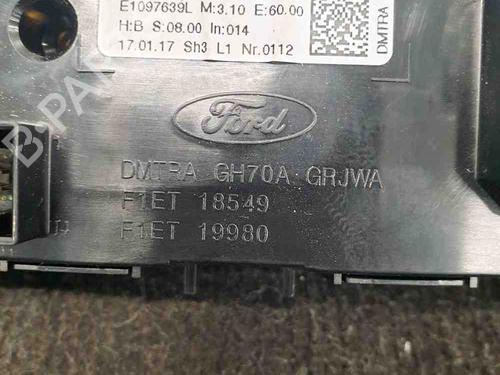 E1097639L M:3.10 E:60.00
H:B S:08.00 In:014
17.01.17 Sh3 L1 Nr.0112
DMTRA
Ford
DMTRA GH70A GRJWA
F1ET 18549
F1ET 19980
B-PAR